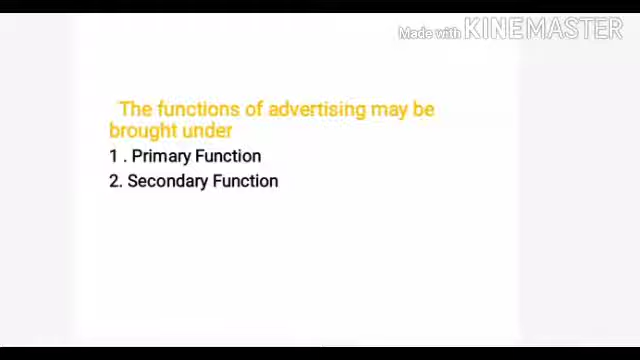 Made with KINEMASTER
The functions of advertising may be
brought under
1 . Primary Function
2. Secondary Function